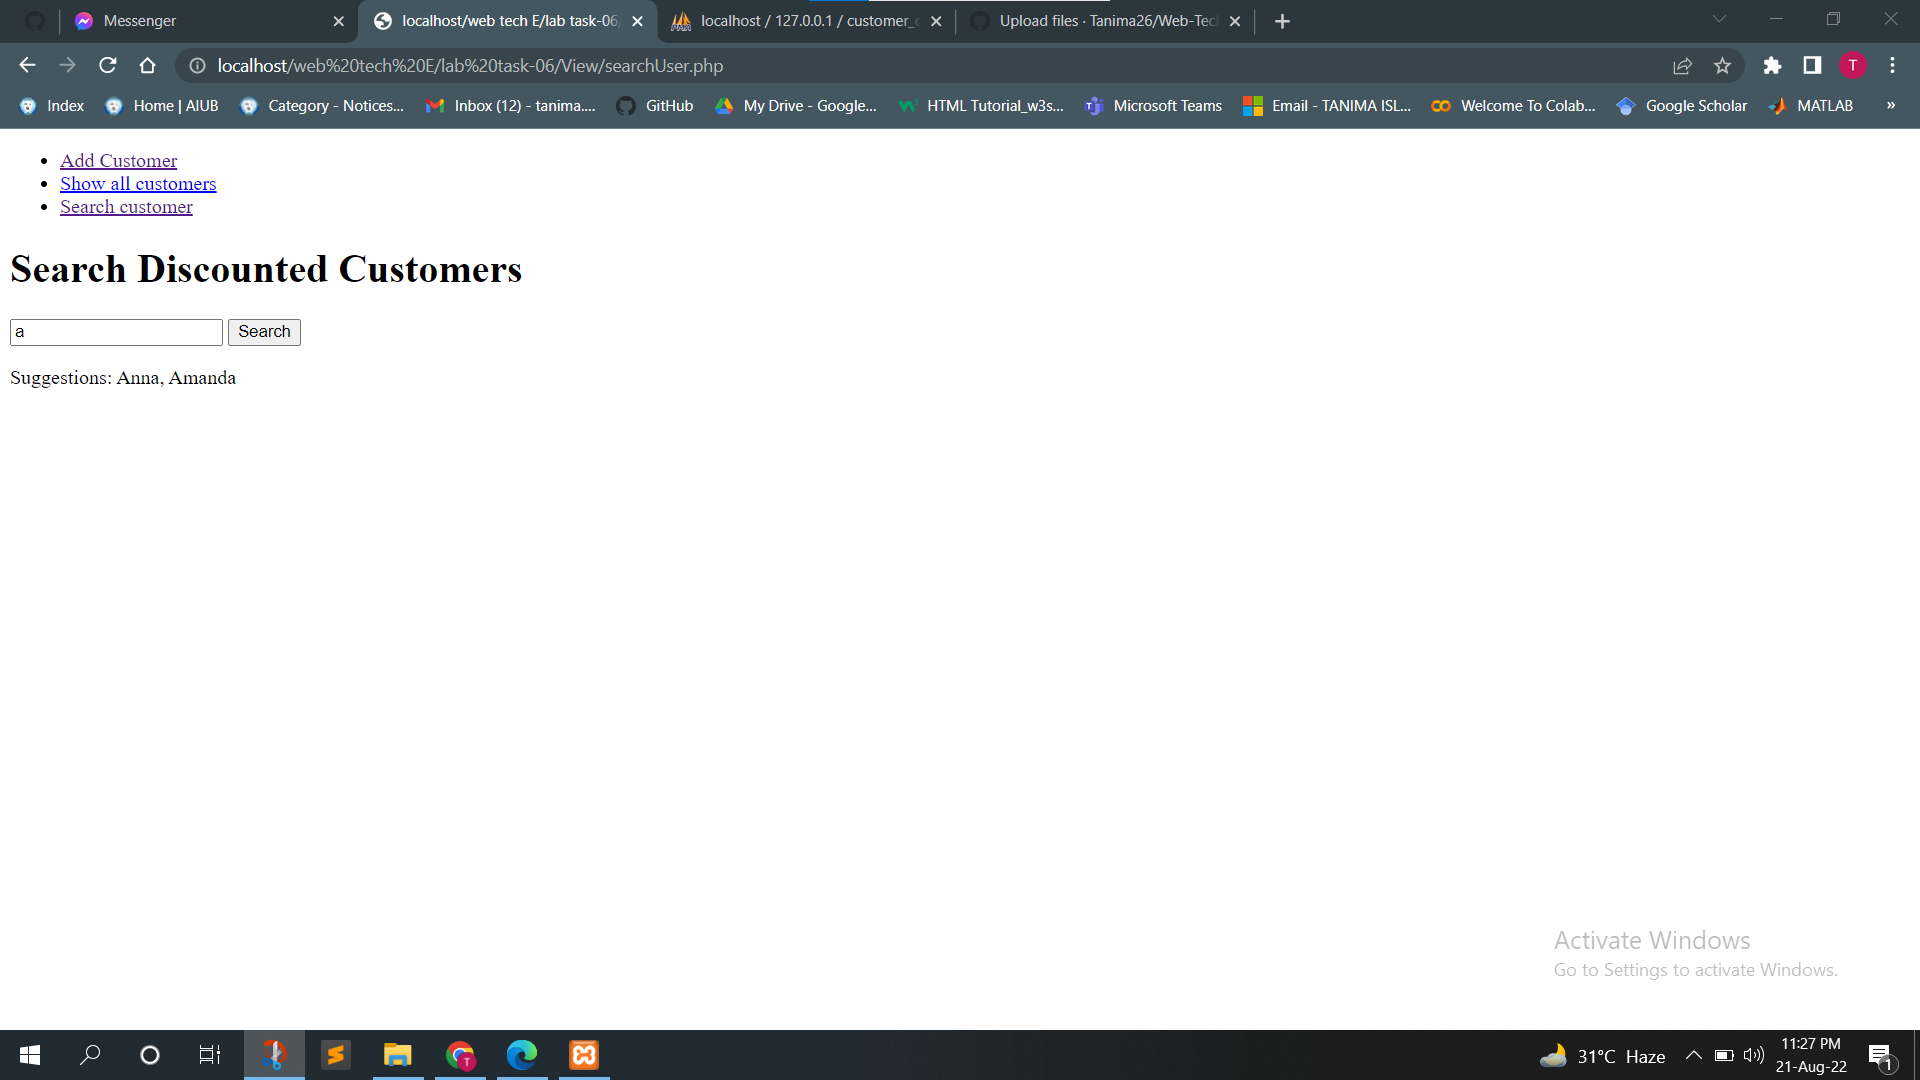 Messenger
localhost/web tech E/lab task-06/
localhost / 127.0.0.1 / customer_
Upload files · Tanima26/Web-Tec
localhost/web%20tech%20E/lab%20task-06/View/searchUser.php
T
Index
Home | AIUB
Category - Notices...
Inbox (12) - tanima....
GitHub
My Drive - Google...
HTML Tutorial_w3s...
Microsoft Teams
Email - TANIMA ISL...
Welcome To Colab...
Google Scholar
MATLAB
»
Add Customer
Show all customers
Search customer
Search Discounted Customers
a
Search
Suggestions: Anna, Amanda
Activate Windows
Go to Settings to activate Windows.
T
31°C Haze
11:27 PM
21-Aug-22
1